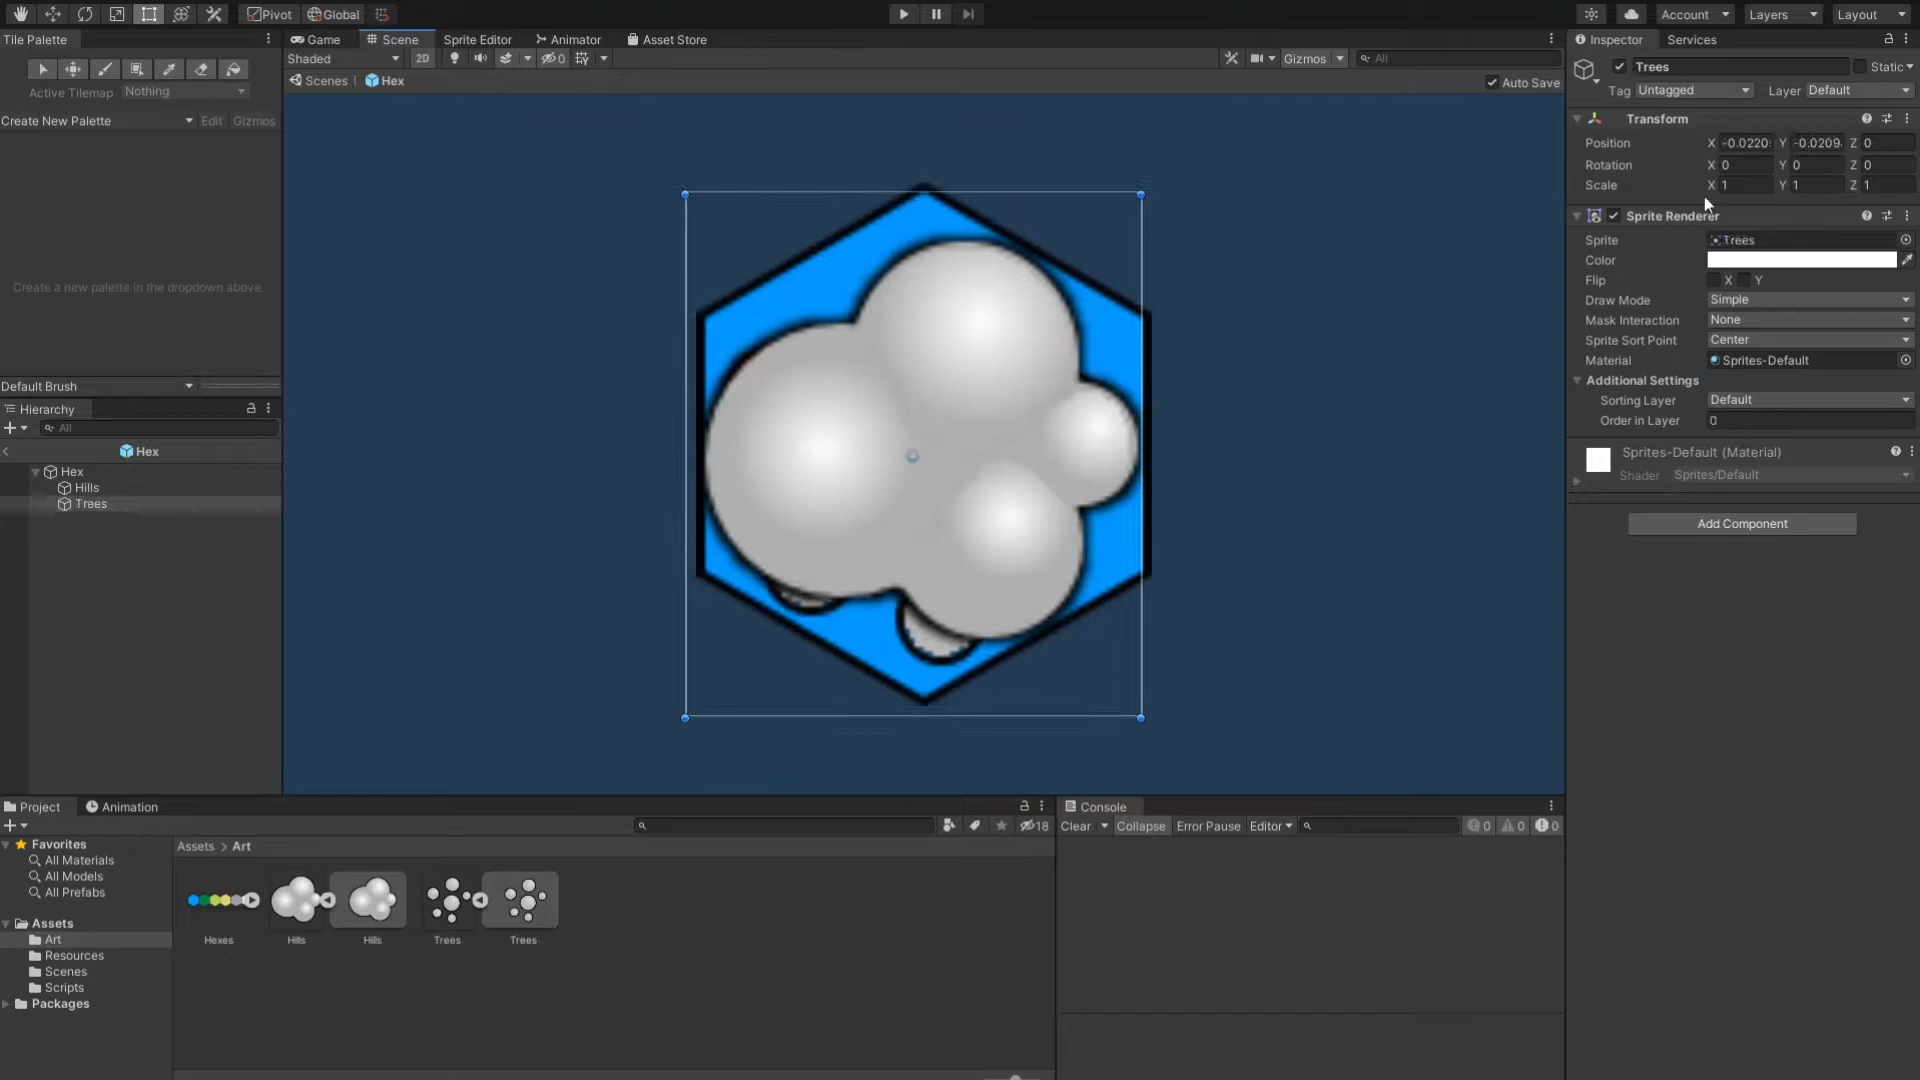 Pivot Global Account Layers Layout
Tile Palette
Active Tilemap Nothing
Create New Palette Edit Gizmos
Create a new palette in the dropdown above.
Default Brush
Hierarchy
All
Hex
Hex
Hills
Trees
Game Scene Sprite Editor Animator Asset Store
Shaded 2D 0 Gizmos All
Scenes Hex Auto Save
Inspector Services
Trees Static
Tag Untagged Layer Default
Transform
Position X -0.0220 Y -0.0209 Z 0
Rotation X 0 Y 0 Z 0
Scale X 1 Y 1 Z 1
Sprite Renderer
Sprite Trees
Color
Flip X Y
Draw Mode Simple
Mask Interaction None
Sprite Sort Point Center
Material Sprites-Default
Additional Settings
Sorting Layer Default
Order in Layer 0
Sprites-Default (Material)
Shader Sprites/Default
Add Component
Project Animation
18
Favorites
All Materials
All Models
All Prefabs
Assets
Art
Resources
Scenes
Scripts
Packages
Assets > Art
Hexes Hills Hills Trees Trees
Console
Clear Collapse Error Pause Editor 0 0 0